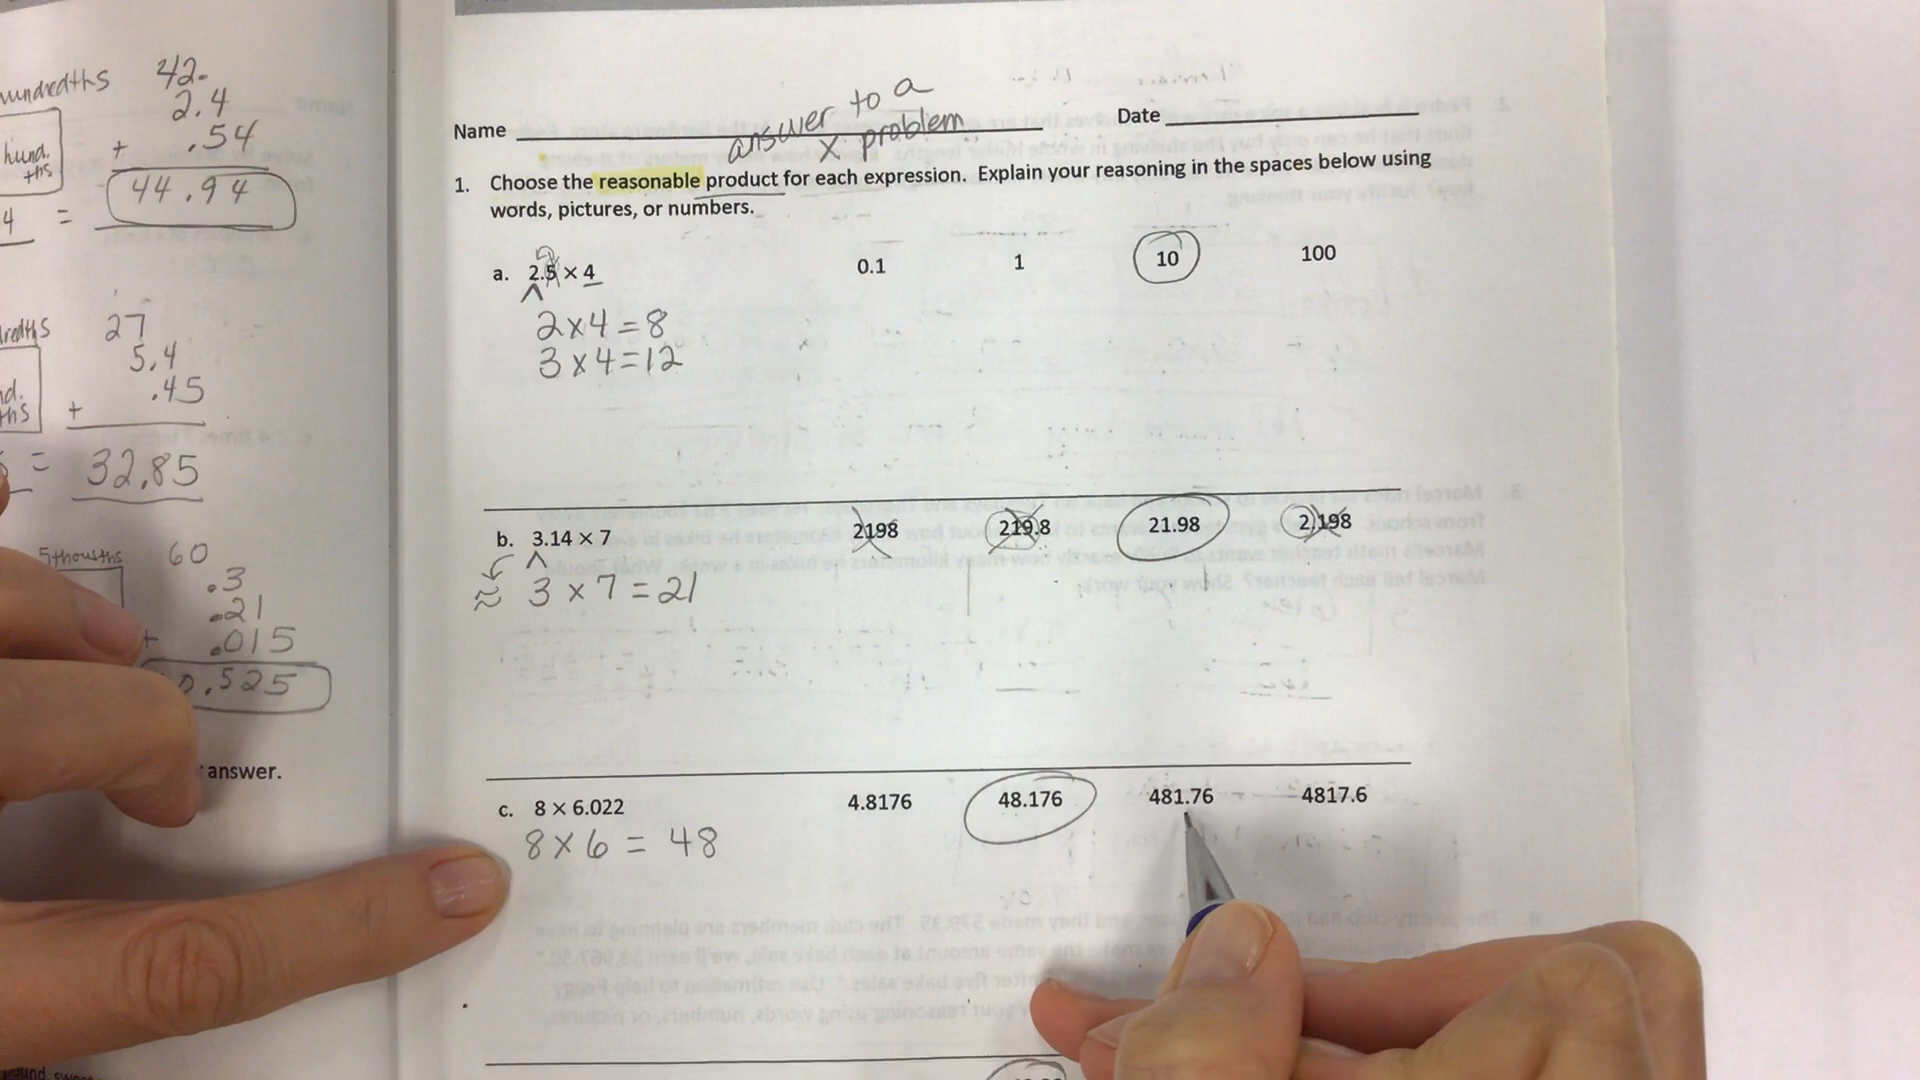 hundredths 42.
2.4
hund. + .54
ths
4 = 44.94
27
5.4
.45
ths +
= 32.85
5 thousths 60
.3
.21
+ .015
.525
answer.
answer to a
x problem
Name Date
1. Choose the reasonable product for each expression. Explain your reasoning in the spaces below using
words, pictures, or numbers.
a. 2.5 × 4 0.1 1 10 100
2 x 4 = 8
3 x 4 = 12
b. 3.14 × 7 2198 219.8 21.98 2.198
≈ 3 x 7 = 21
c. 8 × 6.022 4.8176 48.176 481.76 4817.6
8 x 6 = 48